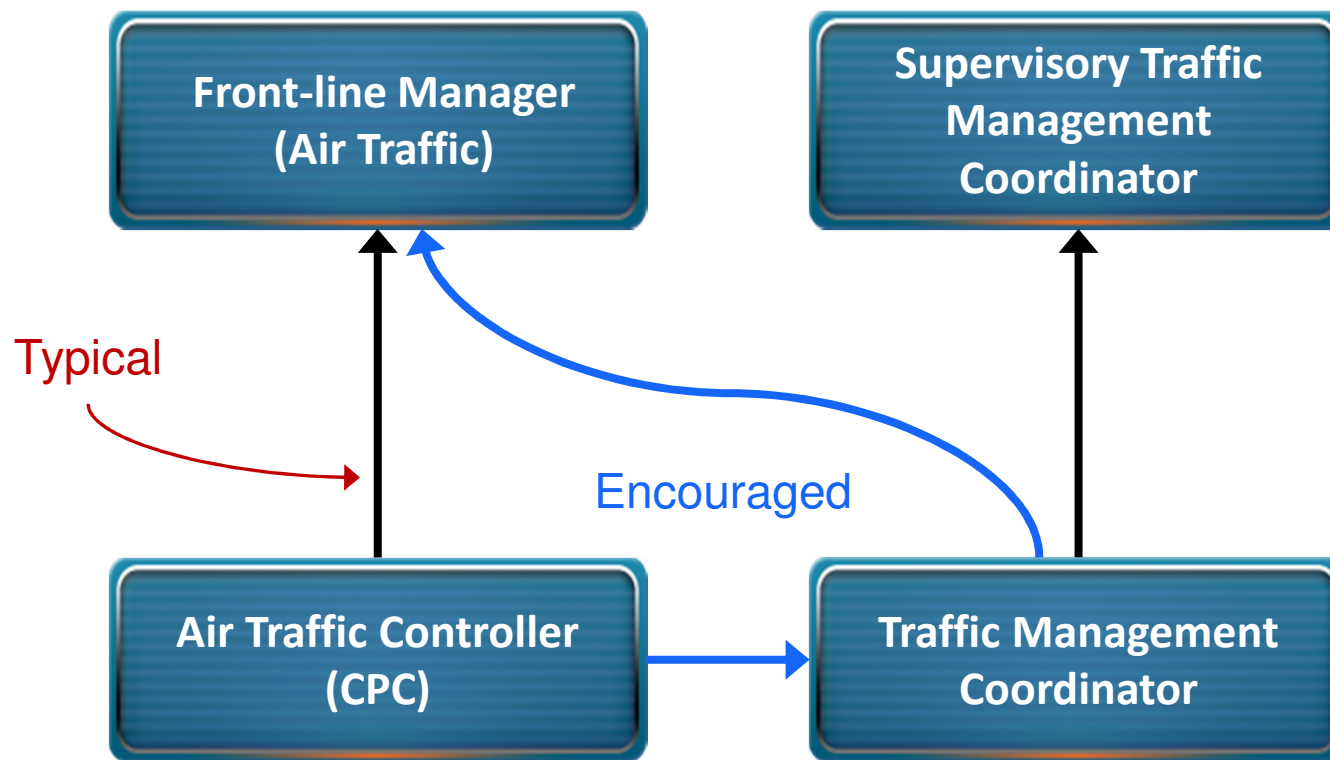 Front-line Manager
(Air Traffic)
Supervisory Traffic
Management
Coordinator
Typical
Encouraged
Air Traffic Controller
(CPC)
Traffic Management
Coordinator